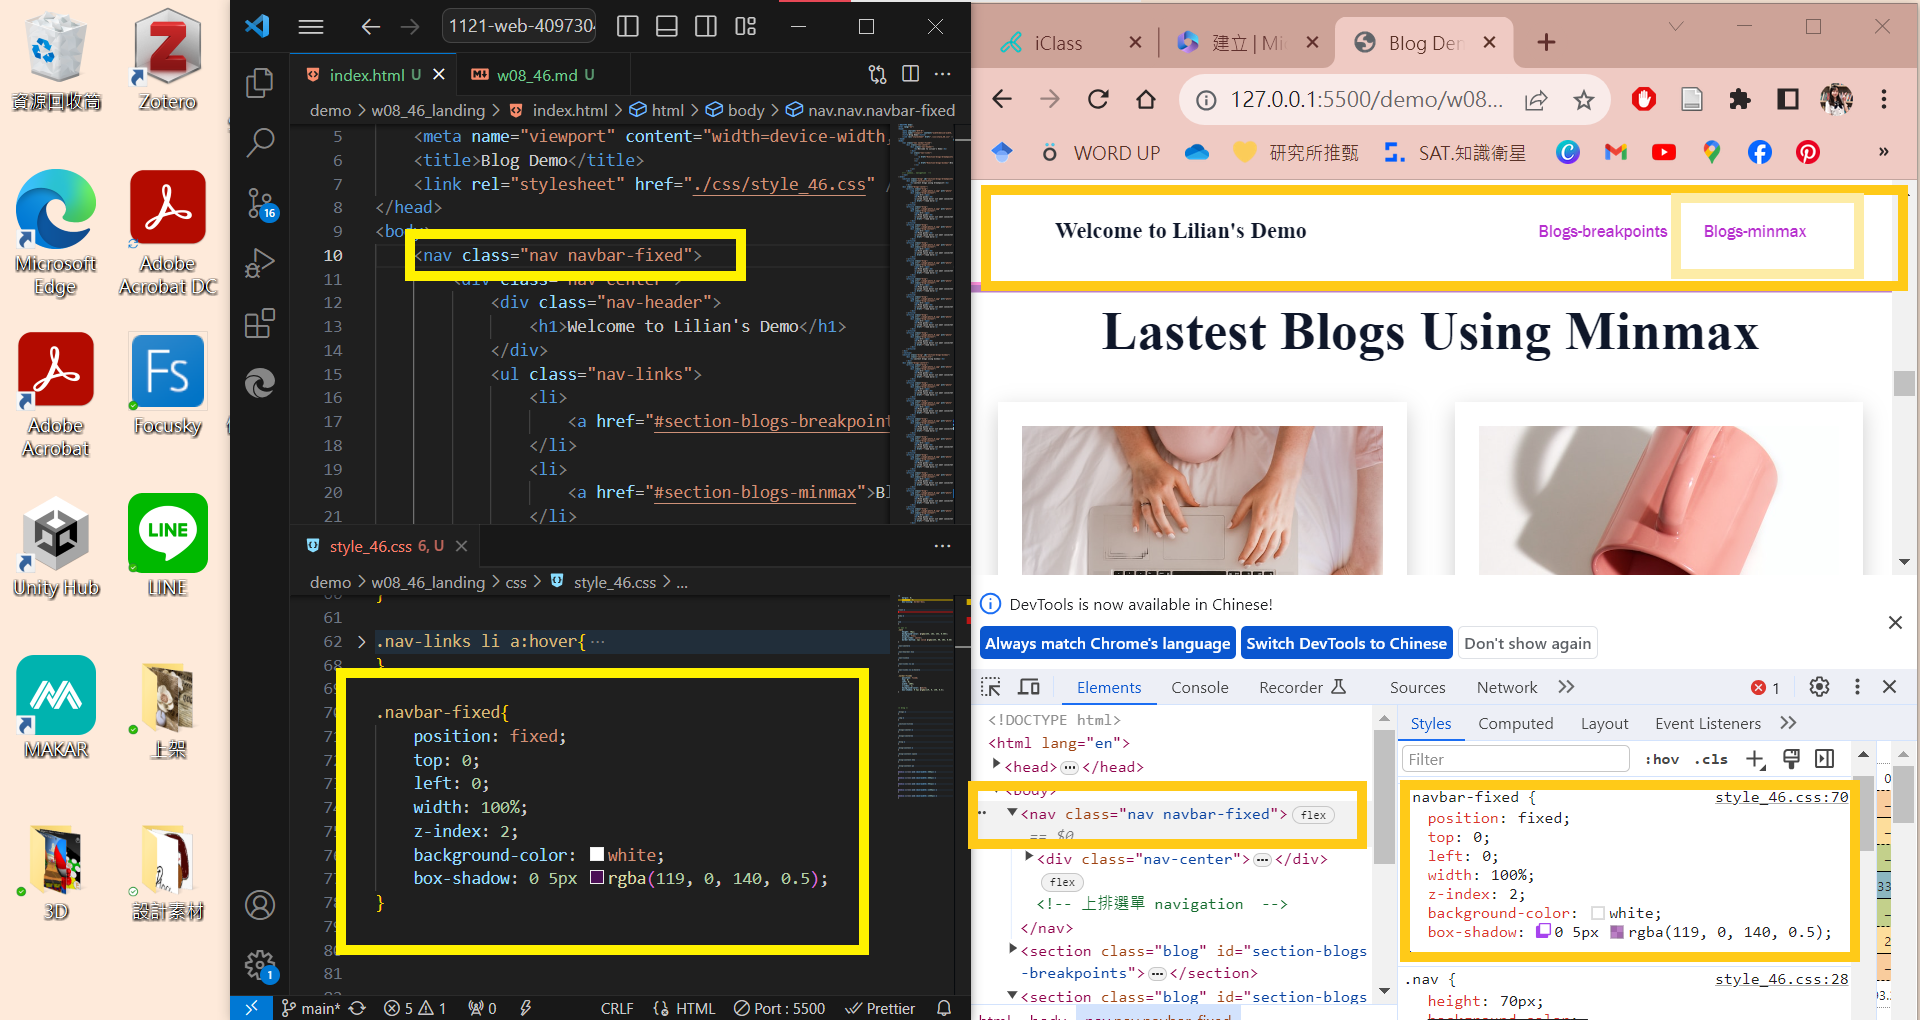 資源回收筒
Zotero
Microsoft Edge
Adobe Acrobat DC
Adobe Acrobat
Focusky
Unity Hub
LINE
MAKAR
上架
3D
設計素材
1121-web-409730
index.html U
w08_46.md U
demo > w08_46_landing > index.html > html > body > nav.nav.navbar-fixed
5 <meta name="viewport" content="width=device-width,
6 <title>Blog Demo</title>
7 <link rel="stylesheet" href="./css/style_46.css" /
8 </head>
9 <body>
10 <nav class="nav navbar-fixed">
11 <div class="nav-center">
12 <div class="nav-header">
13 <h1>Welcome to Lilian's Demo</h1>
14 </div>
15 <ul class="nav-links">
16 <li>
17 <a href="#section-blogs-breakpoint
18 </li>
19 <li>
20 <a href="#section-blogs-minmax">Bl
21 </li>
style_46.css 6, U
demo > w08_46_landing > css > style_46.css > ...
60 }
61
62 .nav-links li a:hover{ ...
68 }
.navbar-fixed{
position: fixed;
top: 0;
left: 0;
width: 100%;
z-index: 2;
background-color: white;
box-shadow: 0 5px rgba(119, 0, 140, 0.5);
}
80
81
16
1
main* 5 1 0 CRLF HTML Port : 5500 Prettier
iClass
建立 | Mi
Blog De
127.0.0.1:5500/demo/w08...
WORD UP 研究所推甄 SAT.知識衛星 »
Welcome to Lilian's Demo
Blogs-breakpoints Blogs-minmax
Lastest Blogs Using Minmax
DevTools is now available in Chinese!
Always match Chrome's language Switch DevTools to Chinese Don't show again
Elements Console Recorder Sources Network 1
<!DOCTYPE html>
<html lang="en">
<head> ... </head>
<body>
<nav class="nav navbar-fixed"> flex
== $0
<div class="nav-center"> ... </div>
flex
<!-- 上排選單 navigation -->
</nav>
<section class="blog" id="section-blogs
-breakpoints"> ... </section>
<section class="blog" id="section-blogs
html body nav.nav.navbar-fixed
Styles Computed Layout Event Listeners
Filter :hov .cls
navbar-fixed { style_46.css:70
position: fixed;
top: 0;
left: 0;
width: 100%;
z-index: 2;
background-color: white;
box-shadow: 0 5px rgba(119, 0, 140, 0.5);
.nav { style_46.css:28
height: 70px;